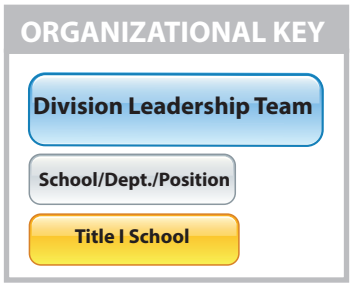 ORGANIZATIONAL KEY
Division Leadership Team
School/Dept./Position
Title I School